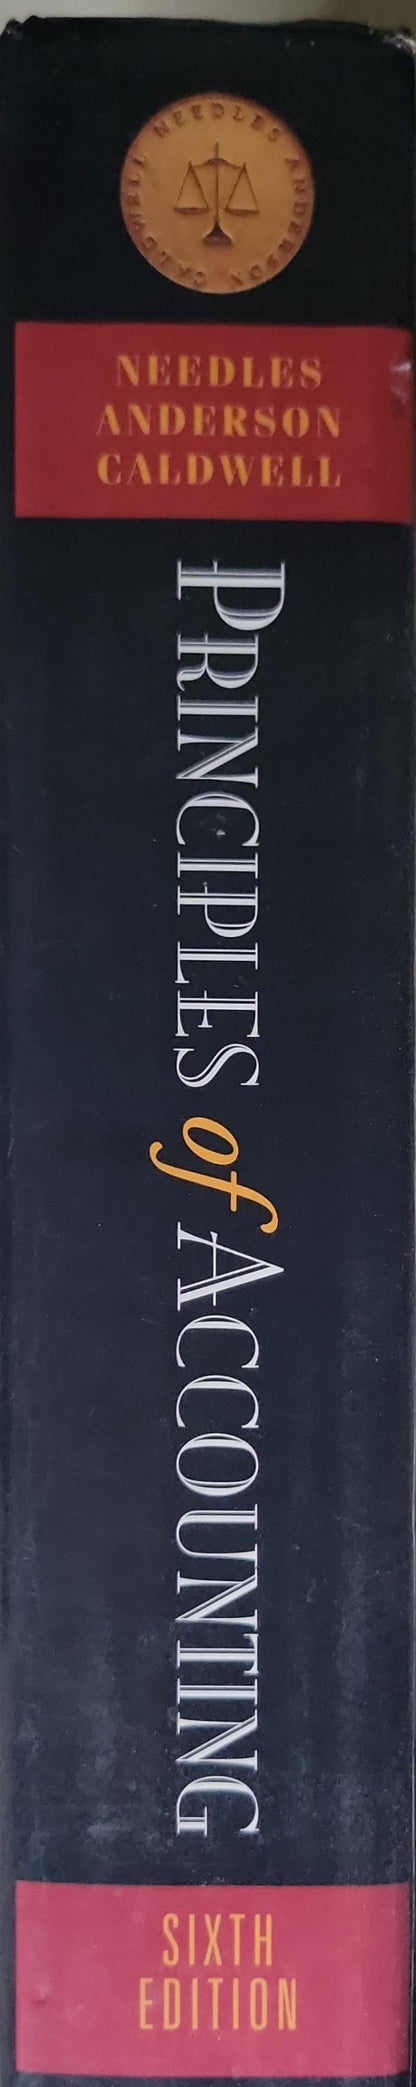 CALDWELL NEEDLES ANDERSON
NEEDLES
ANDERSON
CALDWELL
PRINCIPLES of ACCOUNTING
SIXTH
EDITION